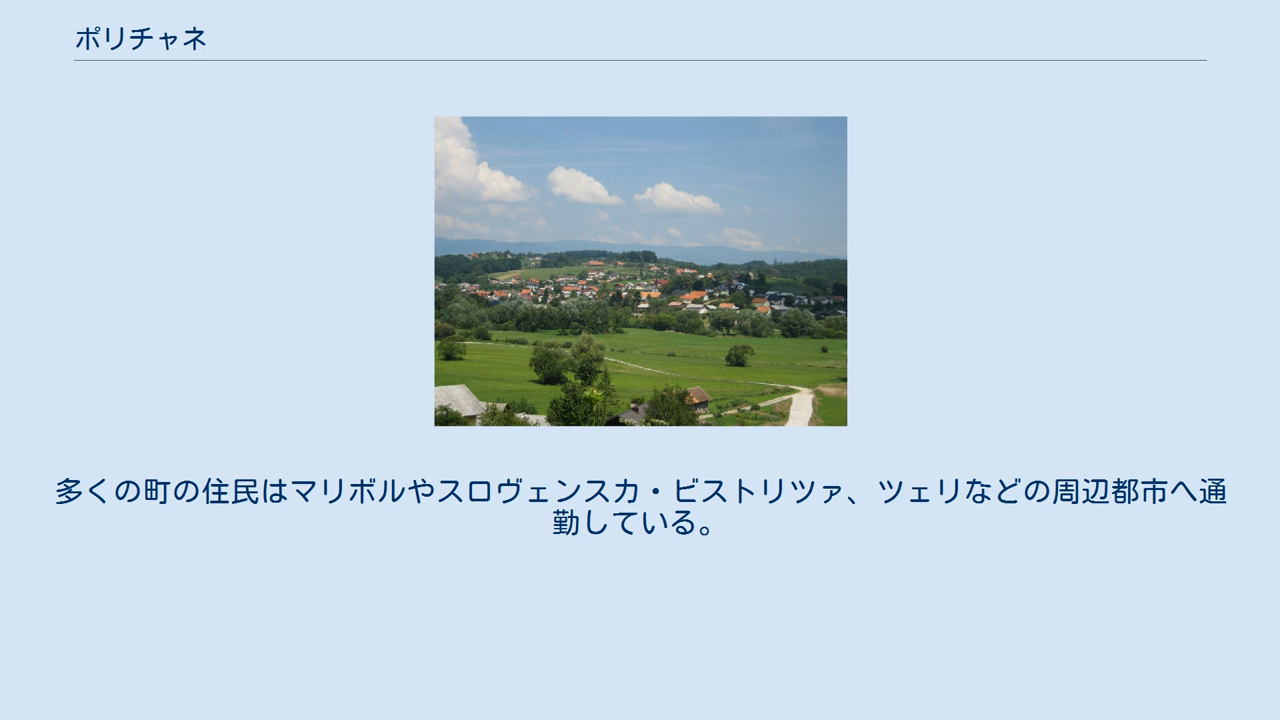 ポリチャネ
多くの町の住民はマリボルやスロヴェンスカ・ビストリツァ、ツェリなどの周辺都市へ通
勤している。